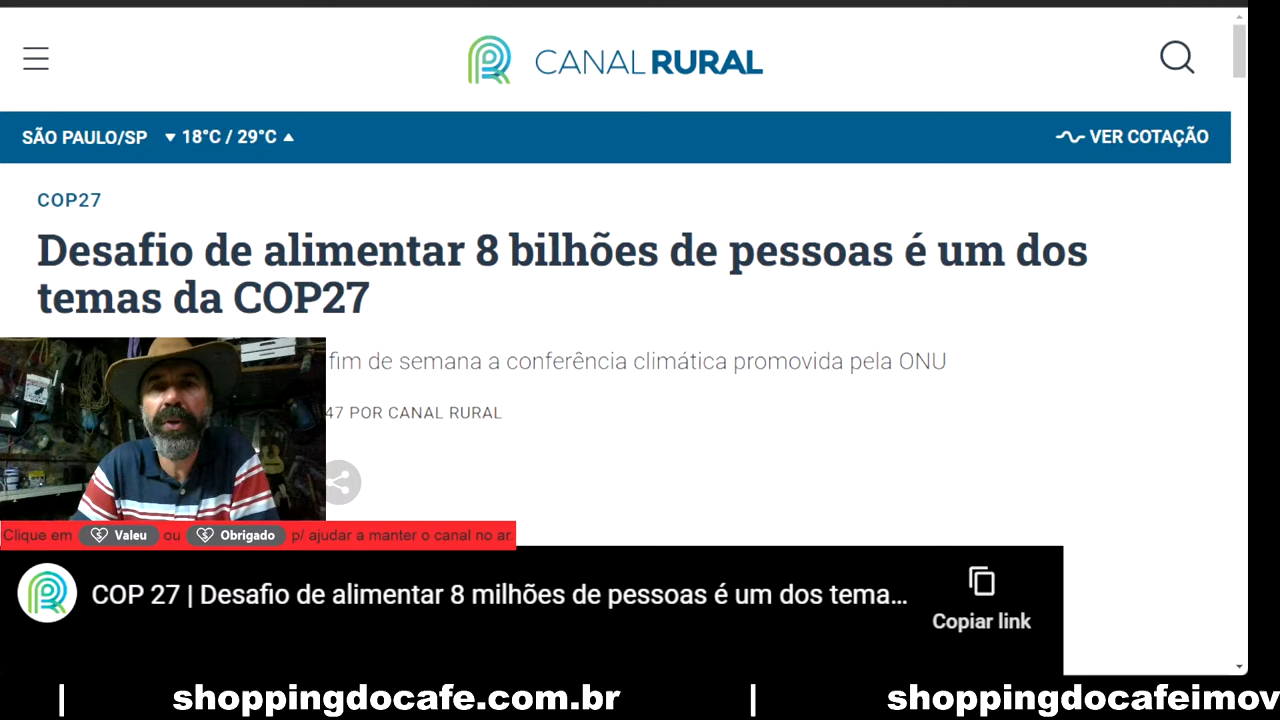 CANAL RURAL
SÃO PAULO/SP 18°C / 29°C VER COTAÇÃO
COP27
Desafio de alimentar 8 bilhões de pessoas é um dos
temas da COP27
fim de semana a conferência climática promovida pela ONU
47 POR CANAL RURAL
Clique em Valeu ou Obrigado p/ ajudar a manter o canal no ar.
COP 27 | Desafio de alimentar 8 milhões de pessoas é um dos tema...
Copiar link
| shoppingdocafe.com.br | shoppingdocafeimov